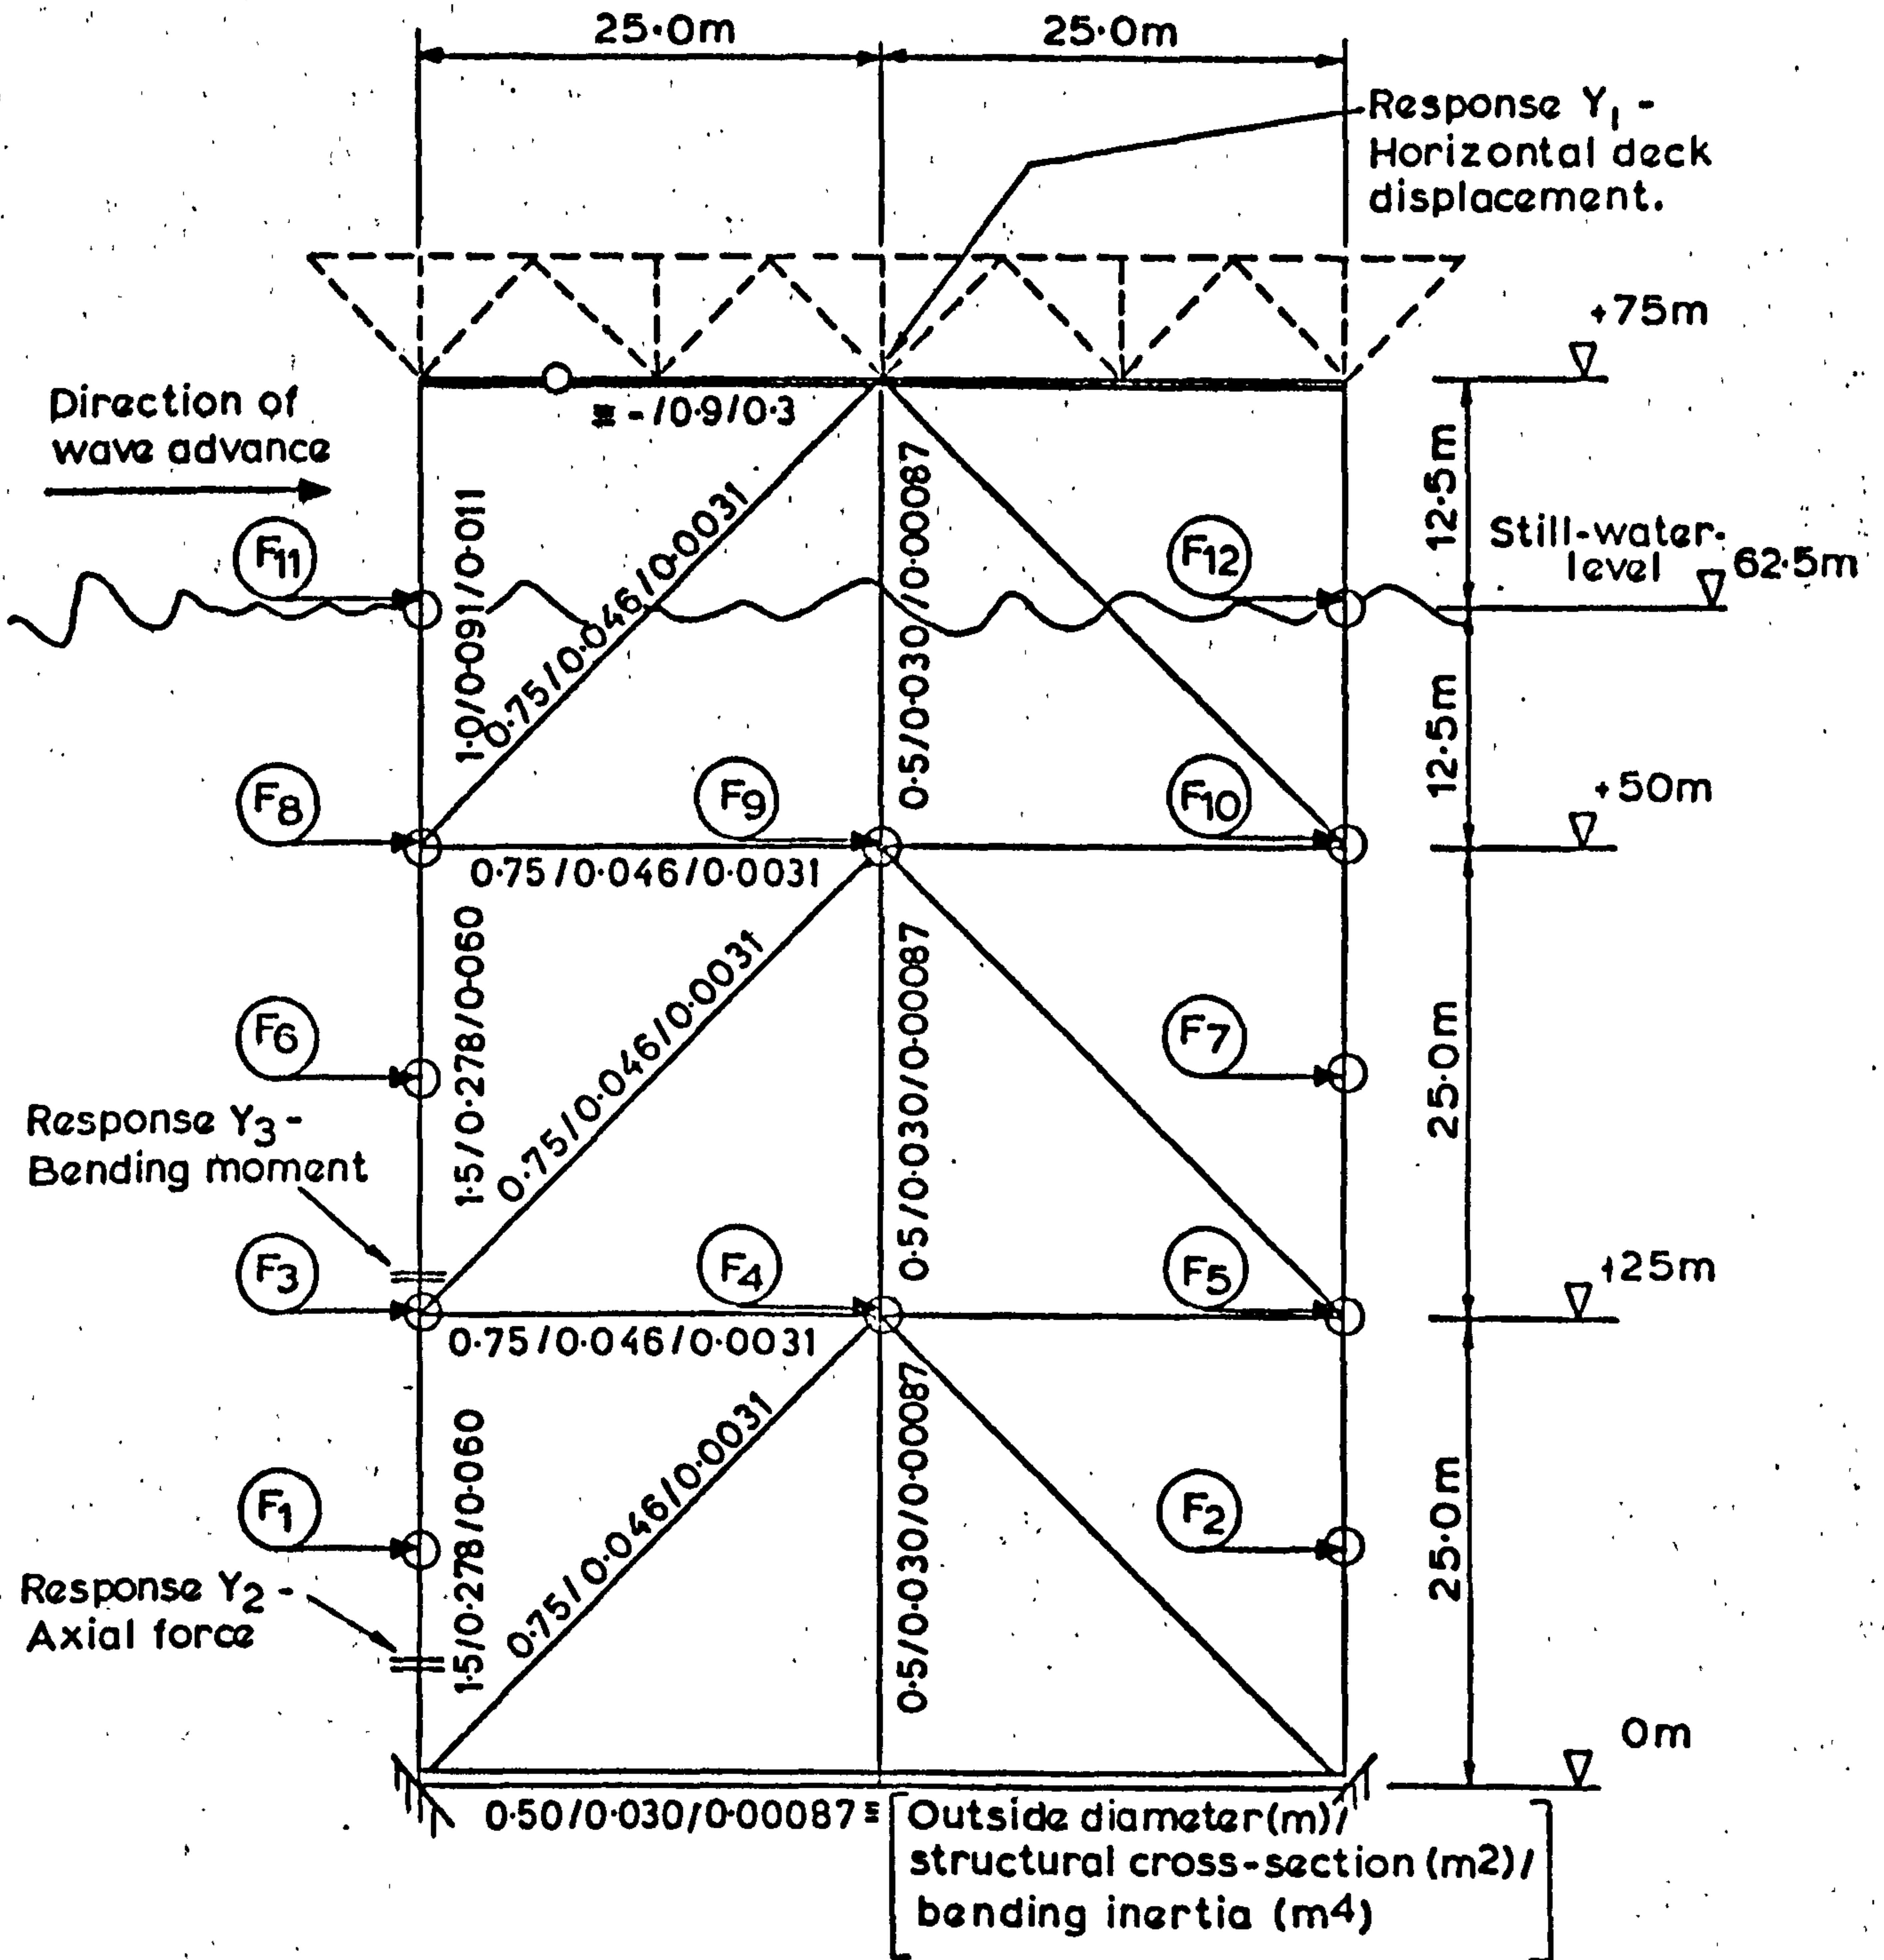 25·0m
25·0m
Response Y1 -
Horizontal deck
displacement.
+75m
Direction of
wave advance
≡ -/0·9/0·3
12·5m
Still-water-
level
62·5m
F11
F12
1·0/0·091/0·011
0·75/0·046/0·0031
0·5/0·030/0·00087
12·5m
F8
F9
F10
+50m
0·75/0·046/0·0031
1·5/0·278/0·060
0·75/0·046/0·0031
0·5/0·030/0·00087
25·0m
F6
F7
Response Y3 -
Bending moment
F3
F4
F5
+25m
0·75/0·046/0·0031
1·5/0·278/0·060
0·75/0·046/0·0031
0·5/0·030/0·00087
25·0m
F1
F2
Response Y2 -
Axial force
0m
0·50/0·030/0·00087 ≡
Outside diameter(m)/
structural cross-section (m2)/
bending inertia (m4)